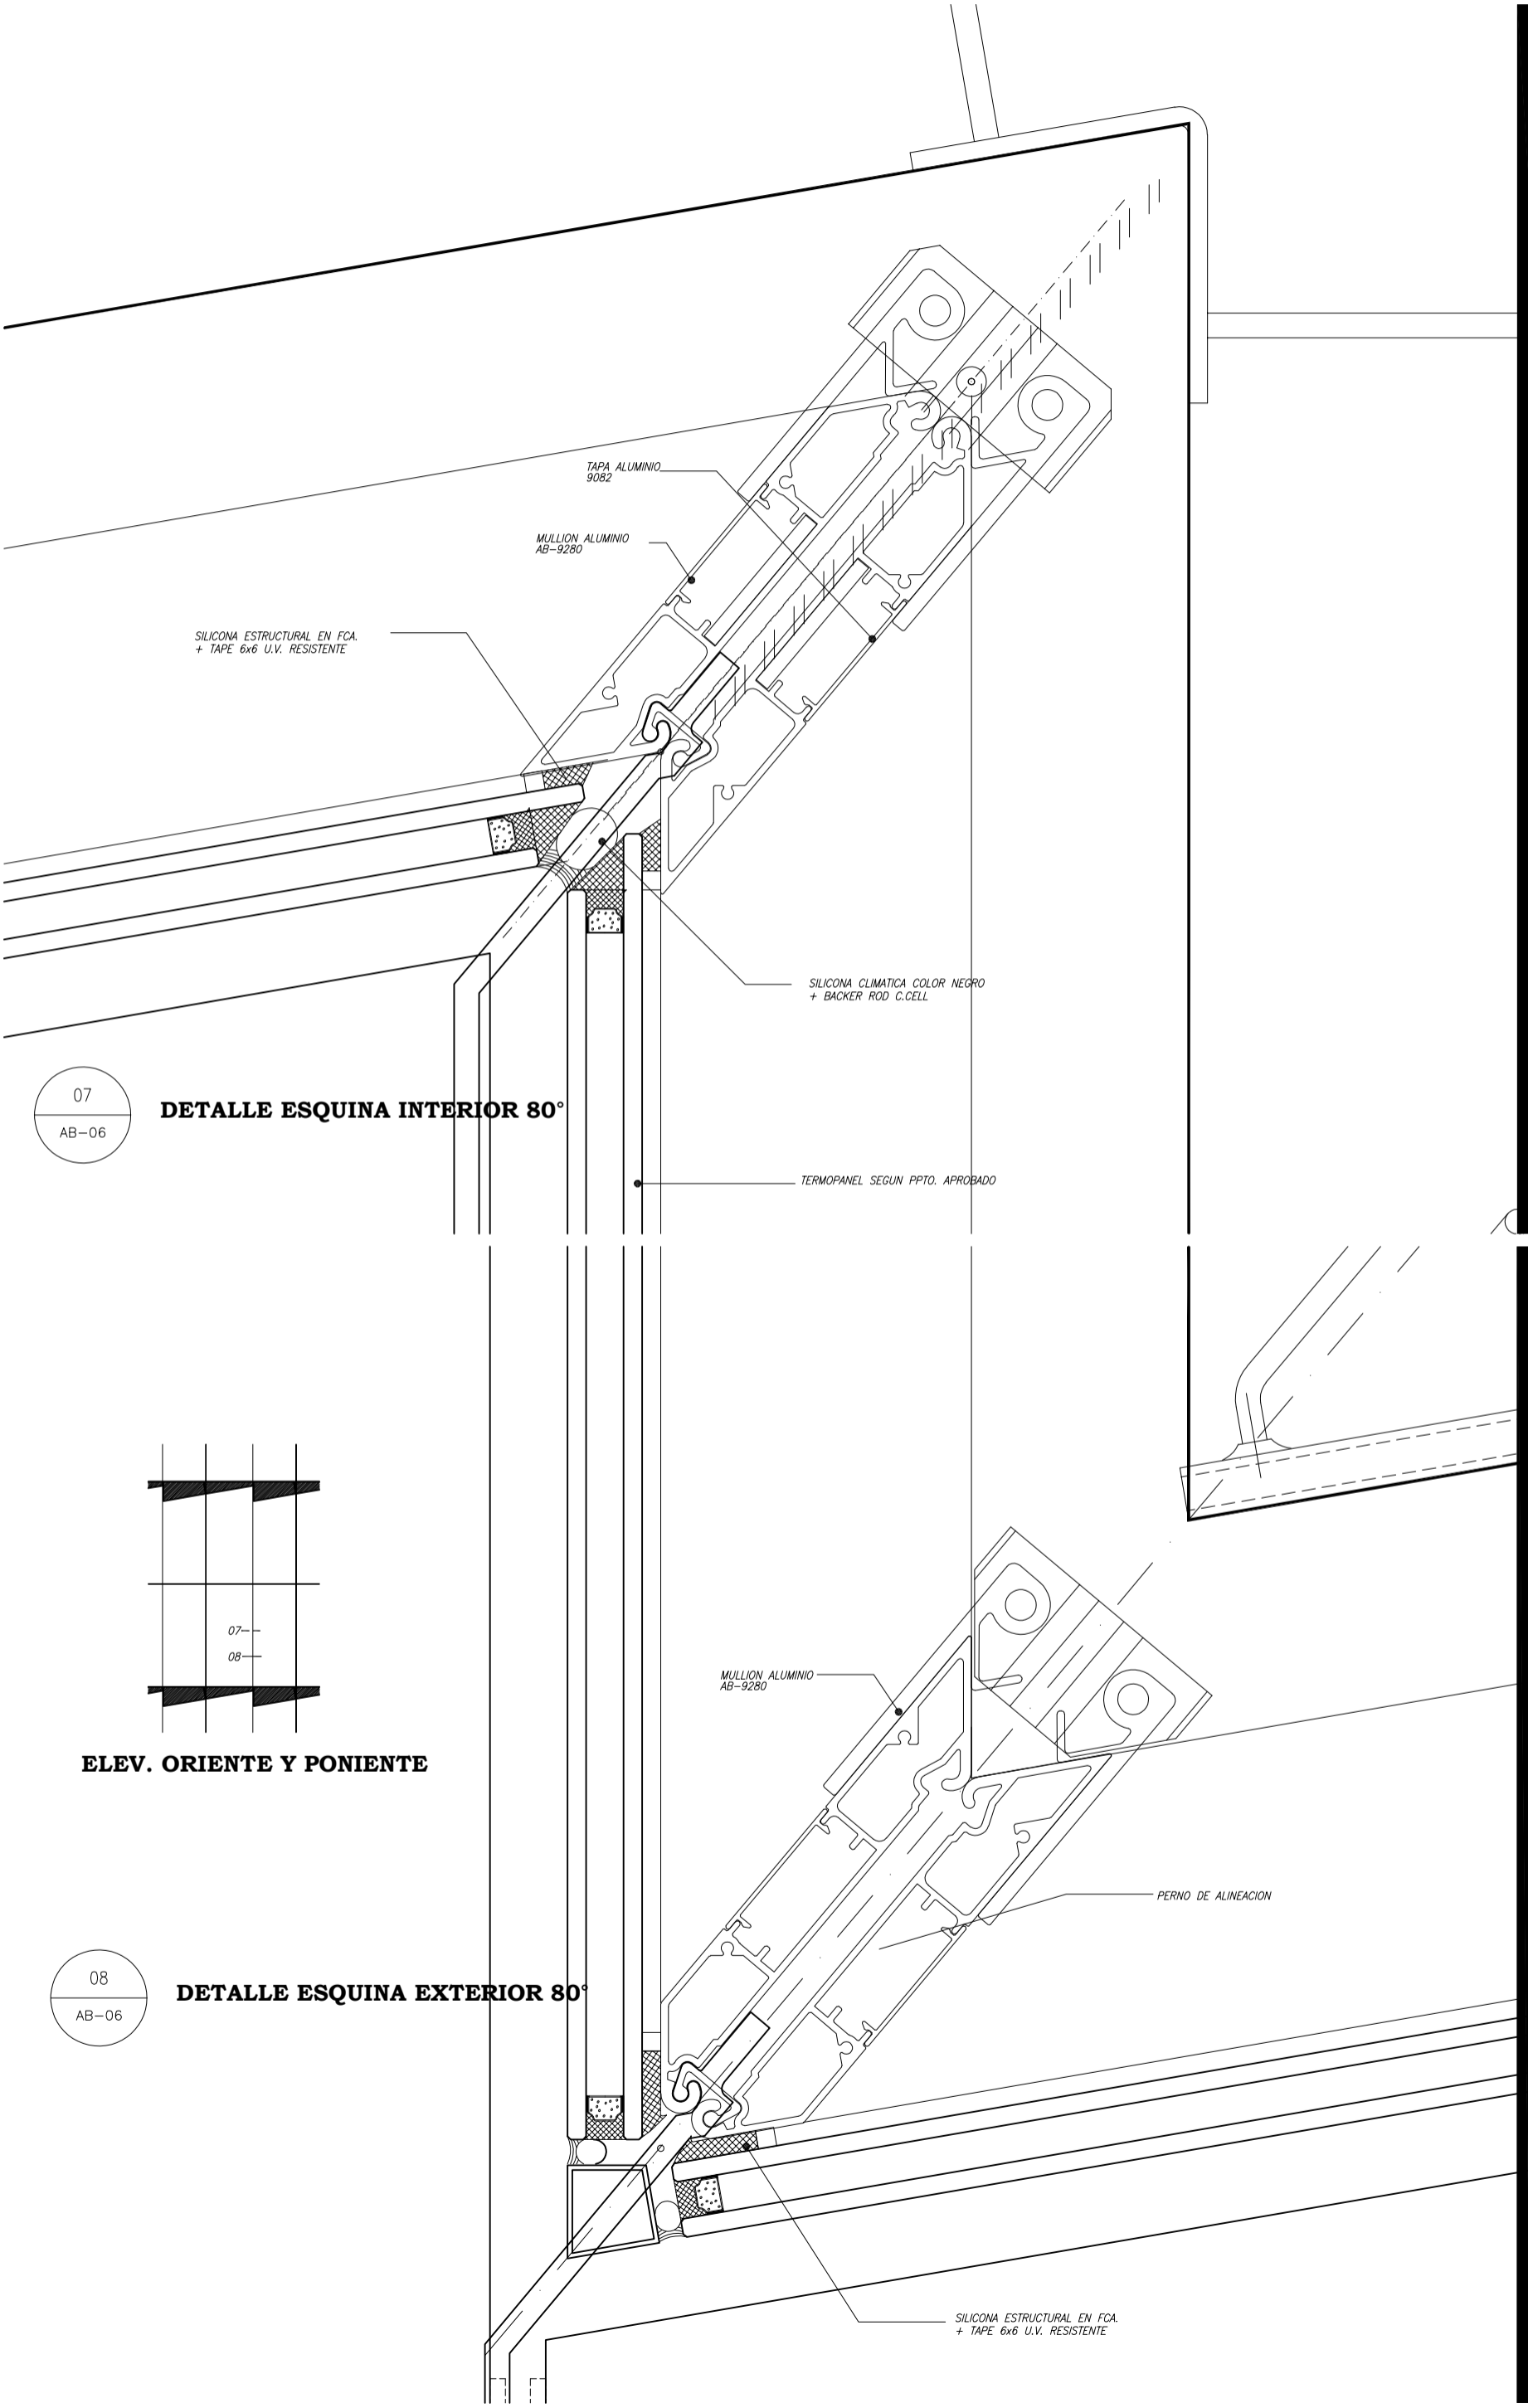 TAPA ALUMINIO
9082
MULLION ALUMINIO
AB-9280
SILICONA ESTRUCTURAL EN FCA.
+ TAPE 6x6 U.V. RESISTENTE
SILICONA CLIMATICA COLOR NEGRO
+ BACKER ROD C.CELL
07
AB-06
DETALLE ESQUINA INTERIOR 80°
TERMOPANEL SEGUN PPTO. APROBADO
07
08
ELEV. ORIENTE Y PONIENTE
MULLION ALUMINIO
AB-9280
PERNO DE ALINEACION
08
AB-06
DETALLE ESQUINA EXTERIOR 80°
SILICONA ESTRUCTURAL EN FCA.
+ TAPE 6x6 U.V. RESISTENTE